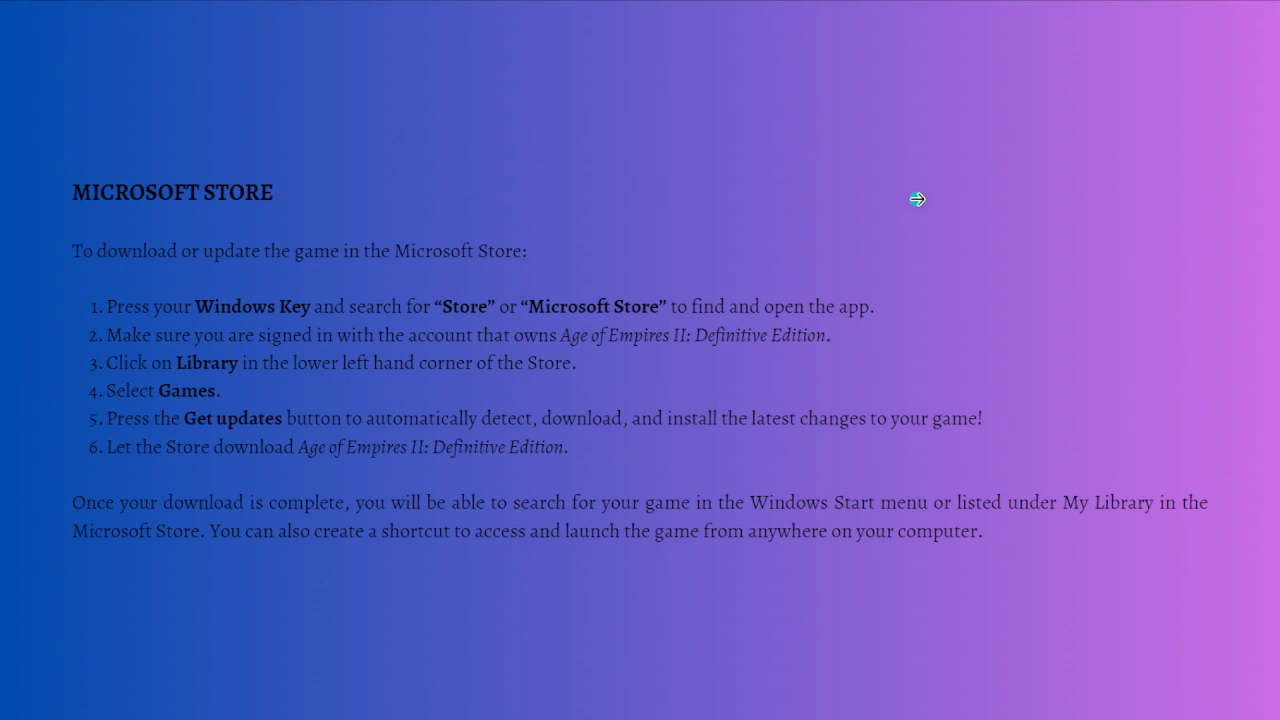 MICROSOFT STORE
To download or update the game in the Microsoft Store:
1. Press your Windows Key and search for “Store” or “Microsoft Store” to find and open the app.
2. Make sure you are signed in with the account that owns Age of Empires II: Definitive Edition.
3. Click on Library in the lower left hand corner of the Store.
4. Select Games.
5. Press the Get updates button to automatically detect, download, and install the latest changes to your game!
6. Let the Store download Age of Empires II: Definitive Edition.
Once your download is complete, you will be able to search for your game in the Windows Start menu or listed under My Library in the
Microsoft Store. You can also create a shortcut to access and launch the game from anywhere on your computer.